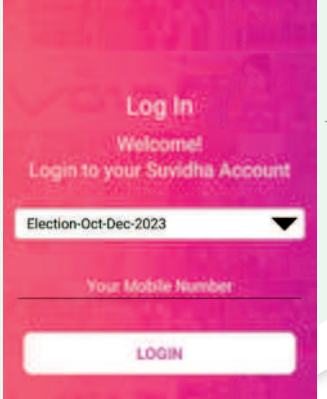 Log In
Welcome!
Login to your Suvidha Account
Election-Oct-Dec-2023
Your Mobile Number
LOGIN